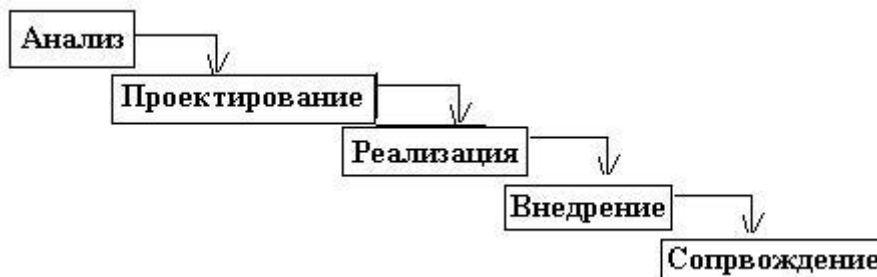 Анализ
Проектирование
Реализация
Внедрение
Сопрвождение